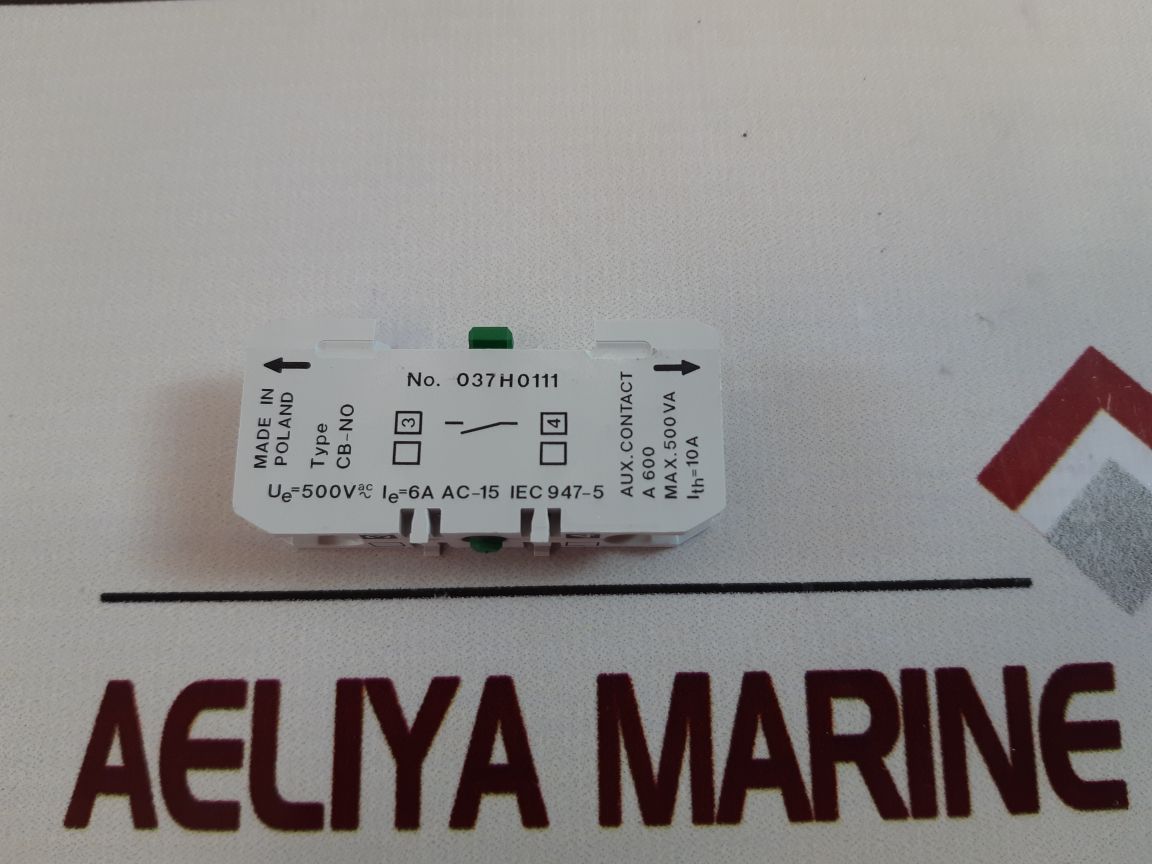 No. 037H0111
MADE IN
POLAND
Type
CB-NO
3
4
AUX.CONTACT
A 600
MAX.500VA
Ith=10A
Ue=500V ac~ Ie=6A AC-15 IEC 947-5
AELIYA MARINE